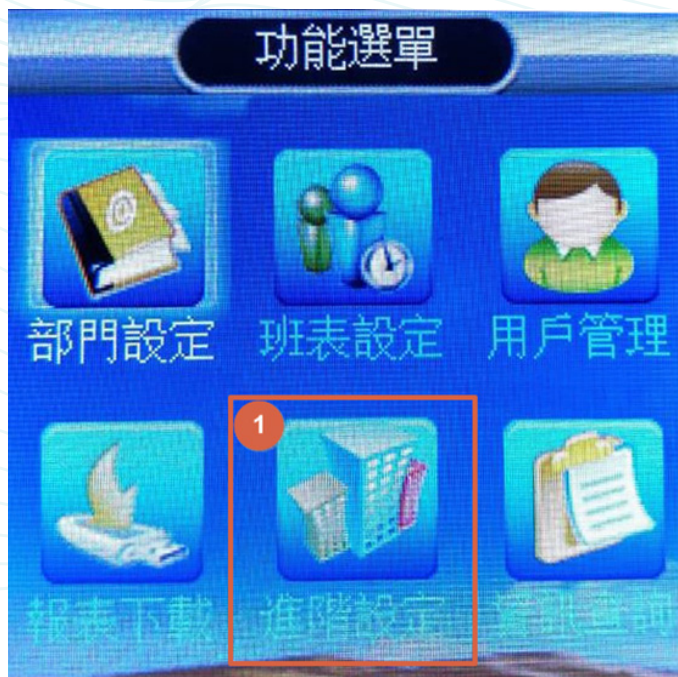 功能選單
部門設定
班表設定
用戶管理
1
報表下載
進階設定
資訊查詢